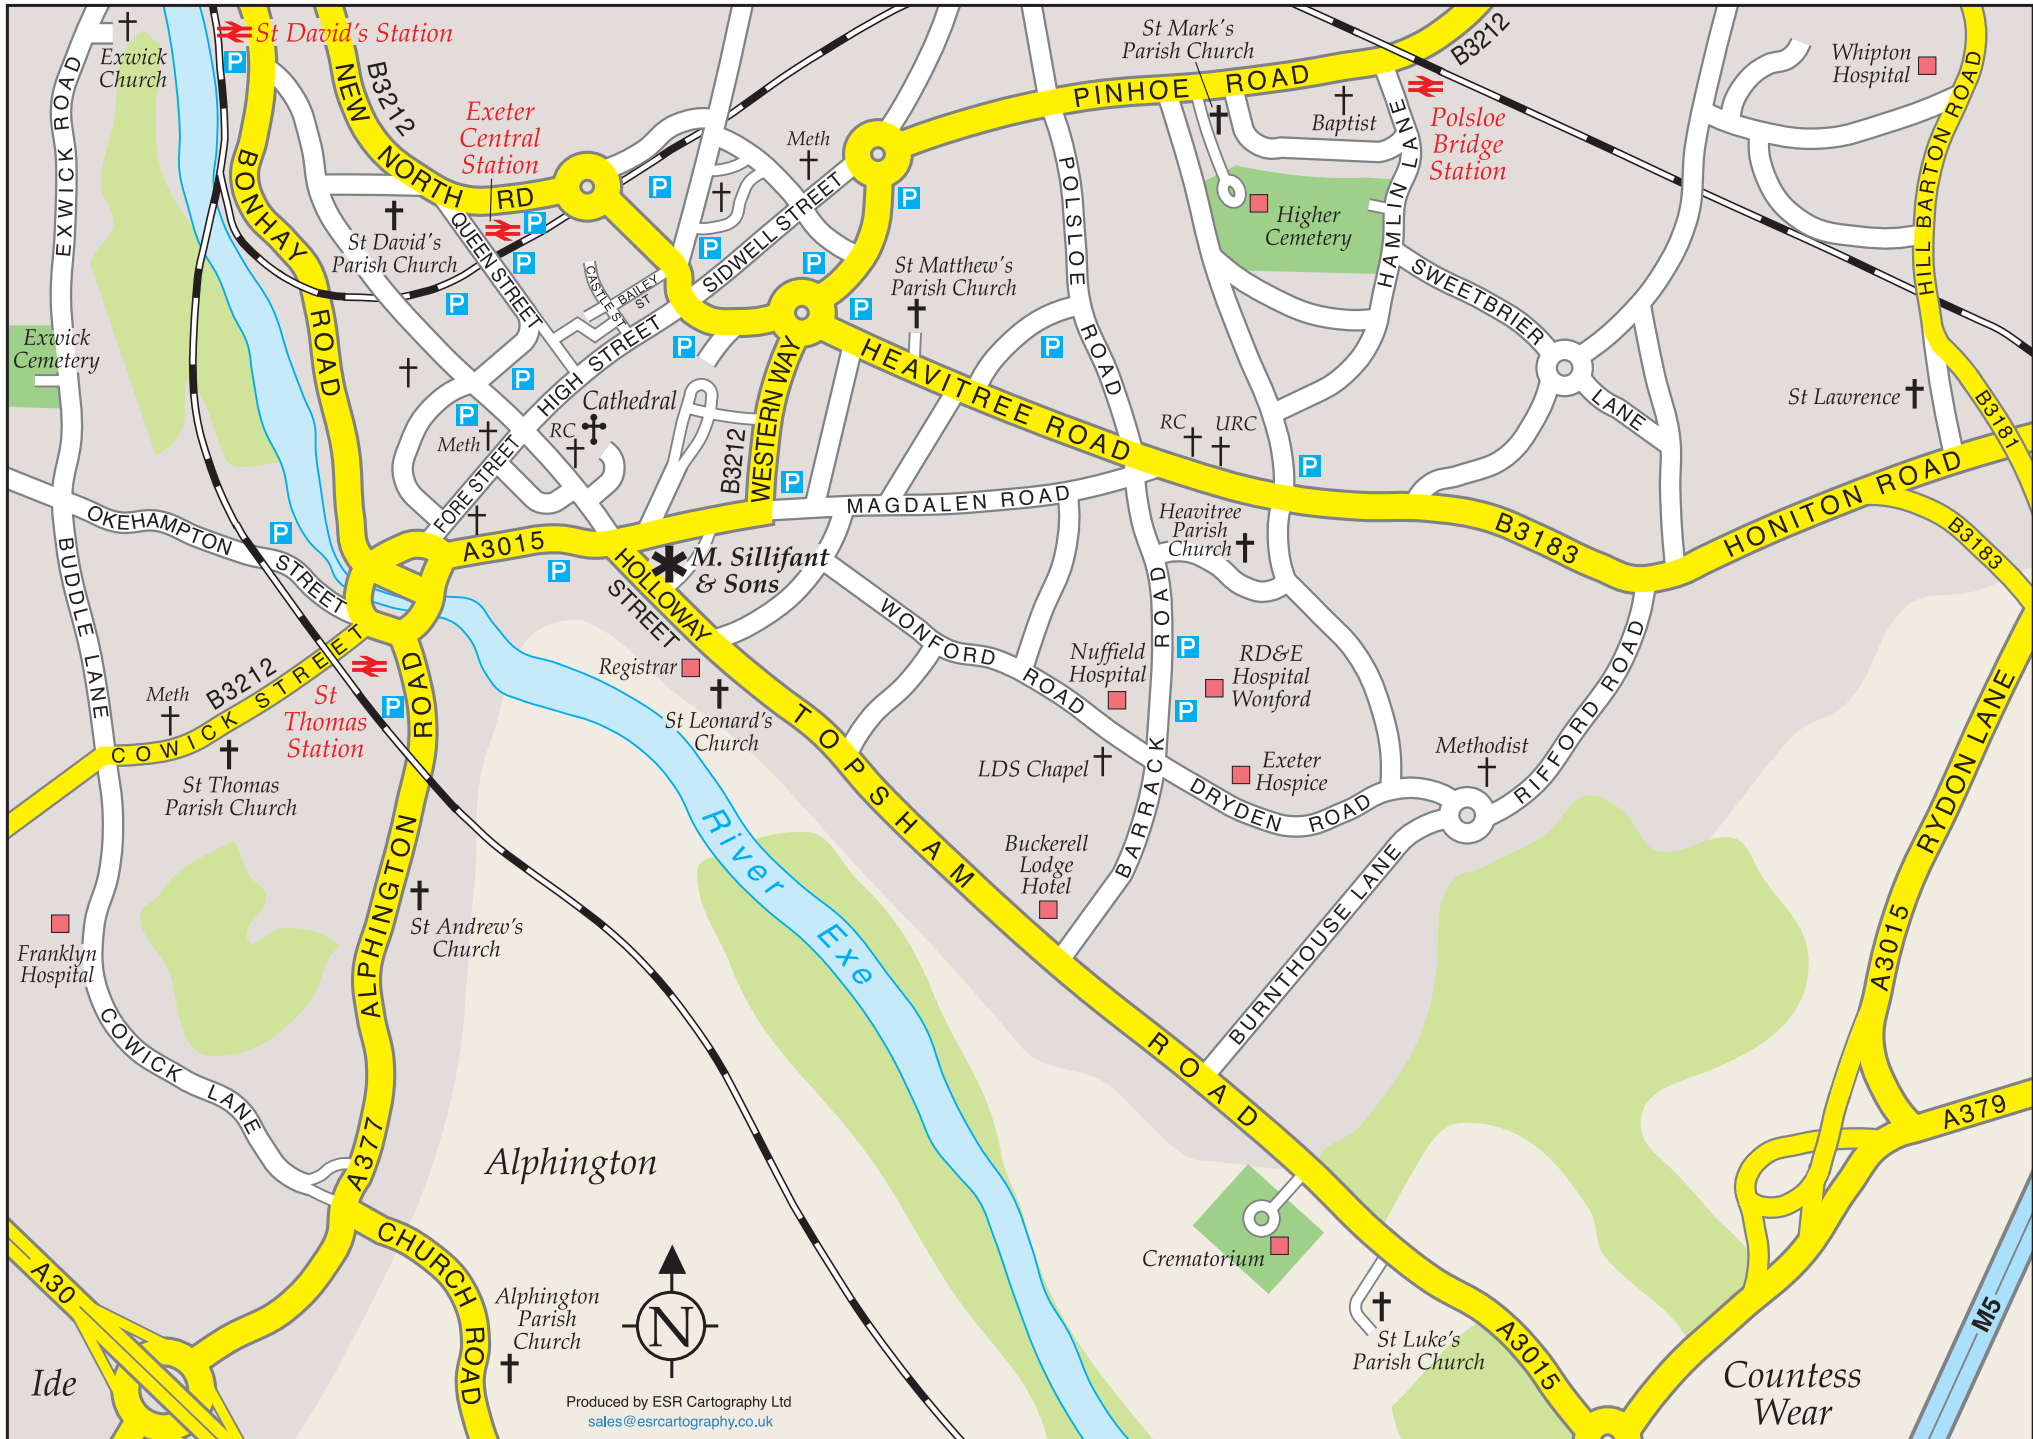 Exwick
Church
St David's Station
P
EXWICK ROAD
NEW
NORTH
RD
B3212
Exeter
Central
Station
BONHAY
ROAD
St David's
Parish Church
QUEEN STREET
P
P
P
CASTLE ST
BAILEY
ST
P
P
SIDWELL STREET
Meth
P
P
P
P
St Mark's
Parish Church
PINHOE ROAD
B3212
Baptist
Polsloe
Bridge
Station
HAMLIN LANE
Higher
Cemetery
Whipton
Hospital
HILL BARTON ROAD
POLSLOE
ROAD
St Matthew's
Parish Church
P
SWEETBRIER
LANE
St Lawrence
B3181
Exwick
Cemetery
HIGH STREET
Cathedral
P
P
Meth
RC
FORE STREET
WESTERN WAY
B3212
P
HEAVITREE ROAD
RC
URC
P
MAGDALEN ROAD
B3183
HONITON ROAD
B3183
OKEHAMPTON
STREET
P
A3015
P
M. Sillifant
& Sons
HOLLOWAY
STREET
Heavitree
Parish
Church
BUDDLE LANE
COWICK STREET
B3212
Meth
St Thomas
Parish Church
St
Thomas
Station
P
Registrar
St Leonard's
Church
WONFORD
ROAD
Nuffield
Hospital
P
P
RD&E
Hospital
Wonford
BARRACK
ROAD
LDS Chapel
Exeter
Hospice
DRYDEN ROAD
Methodist
RIFFORD ROAD
RYDON LANE
A3015
Buckerell
Lodge
Hotel
TOPSHAM
ROAD
BURNTHOUSE LANE
River Exe
ALPHINGTON
ROAD
St Andrew's
Church
Franklyn
Hospital
COWICK LANE
A377
Alphington
A379
CHURCH
ROAD
Crematorium
A30
Alphington
Parish
Church
N
St Luke's
Parish Church
A3015
M5
Ide
Countess
Wear
Produced by ESR Cartography Ltd
sales@esrcartography.co.uk